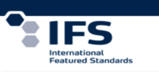 IFS
International
Featured Standards